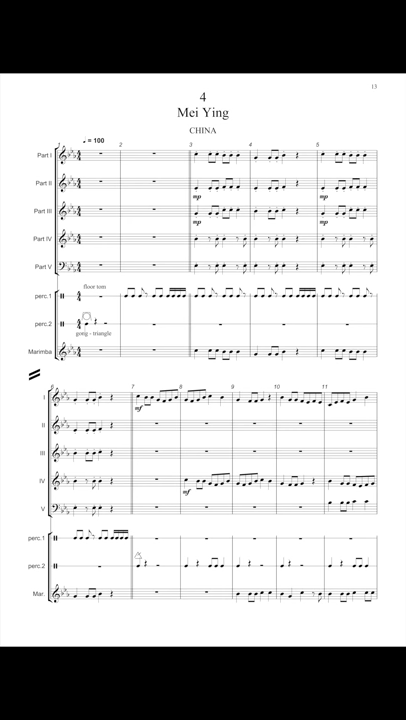 13
4
Mei Ying
CHINA
= 100
2
3
4
5
Part I
Part II
mp
mp
Part III
mp
mp
Part IV
Part V
floor tom
perc.1
perc.2
gong - triangle
Marimba
6
7
8
9
10
11
I
mf
II
III
IV
mf
V
perc.1
perc.2
Mar.